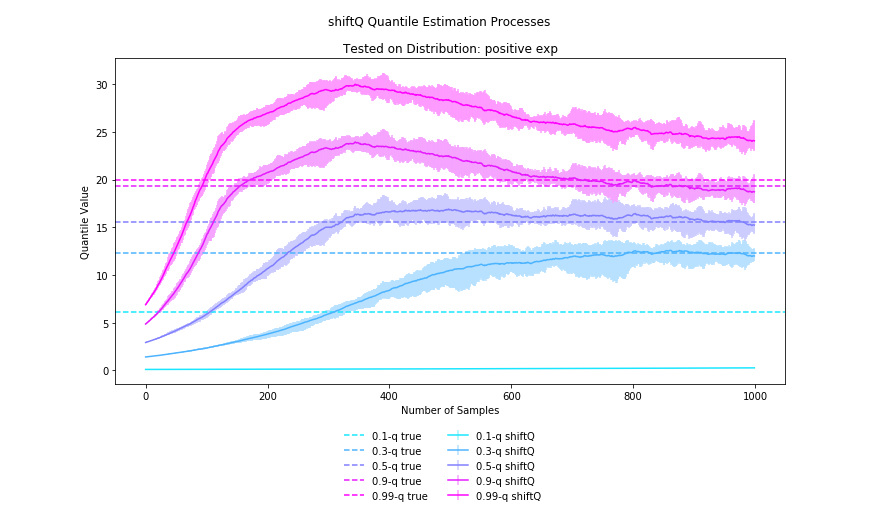 shiftQ Quantile Estimation Processes
Tested on Distribution: positive exp
Quantile Value
30
25
20
15
10
5
0
0 200 400 600 800 1000
Number of Samples
0.1-q true 0.1-q shiftQ
0.3-q true 0.3-q shiftQ
0.5-q true 0.5-q shiftQ
0.9-q true 0.9-q shiftQ
0.99-q true 0.99-q shiftQ